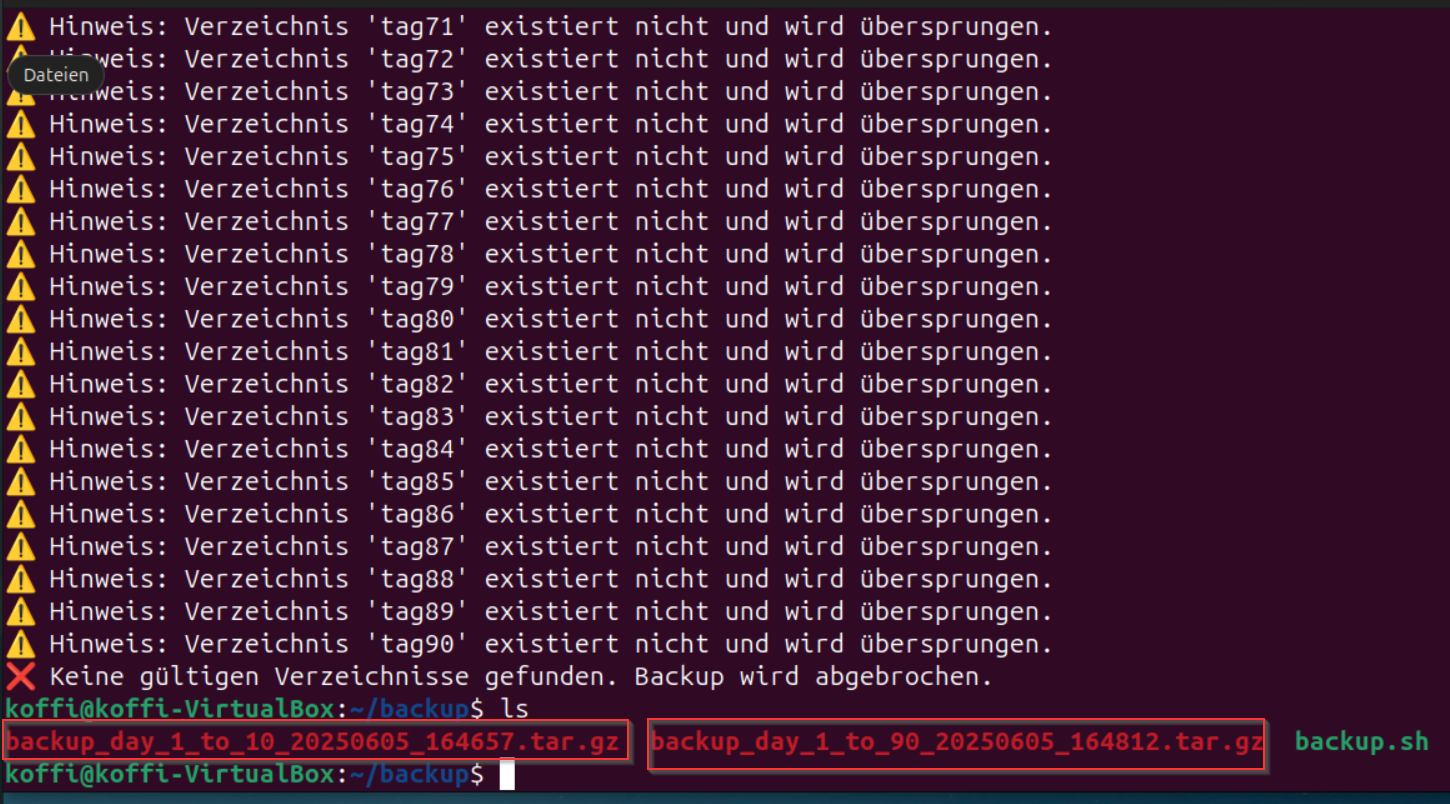 Hinweis: Verzeichnis 'tag71' existiert nicht und wird übersprungen.
weis: Verzeichnis 'tag72' existiert nicht und wird übersprungen.
Dateien
weis: Verzeichnis 'tag73' existiert nicht und wird übersprungen.
Hinweis: Verzeichnis 'tag74' existiert nicht und wird übersprungen.
Hinweis: Verzeichnis 'tag75' existiert nicht und wird übersprungen.
Hinweis: Verzeichnis 'tag76' existiert nicht und wird übersprungen.
Hinweis: Verzeichnis 'tag77' existiert nicht und wird übersprungen.
Hinweis: Verzeichnis 'tag78' existiert nicht und wird übersprungen.
Hinweis: Verzeichnis 'tag79' existiert nicht und wird übersprungen.
Hinweis: Verzeichnis 'tag80' existiert nicht und wird übersprungen.
Hinweis: Verzeichnis 'tag81' existiert nicht und wird übersprungen.
Hinweis: Verzeichnis 'tag82' existiert nicht und wird übersprungen.
Hinweis: Verzeichnis 'tag83' existiert nicht und wird übersprungen.
Hinweis: Verzeichnis 'tag84' existiert nicht und wird übersprungen.
Hinweis: Verzeichnis 'tag85' existiert nicht und wird übersprungen.
Hinweis: Verzeichnis 'tag86' existiert nicht und wird übersprungen.
Hinweis: Verzeichnis 'tag87' existiert nicht und wird übersprungen.
Hinweis: Verzeichnis 'tag88' existiert nicht und wird übersprungen.
Hinweis: Verzeichnis 'tag89' existiert nicht und wird übersprungen.
Hinweis: Verzeichnis 'tag90' existiert nicht und wird übersprungen.
Keine gültigen Verzeichnisse gefunden. Backup wird abgebrochen.
koffi@koffi-VirtualBox:~/backup$ ls
backup_day_1_to_10_20250605_164657.tar.gz backup_day_1_to_90_20250605_164812.tar.gz backup.sh
koffi@koffi-VirtualBox:~/backup$